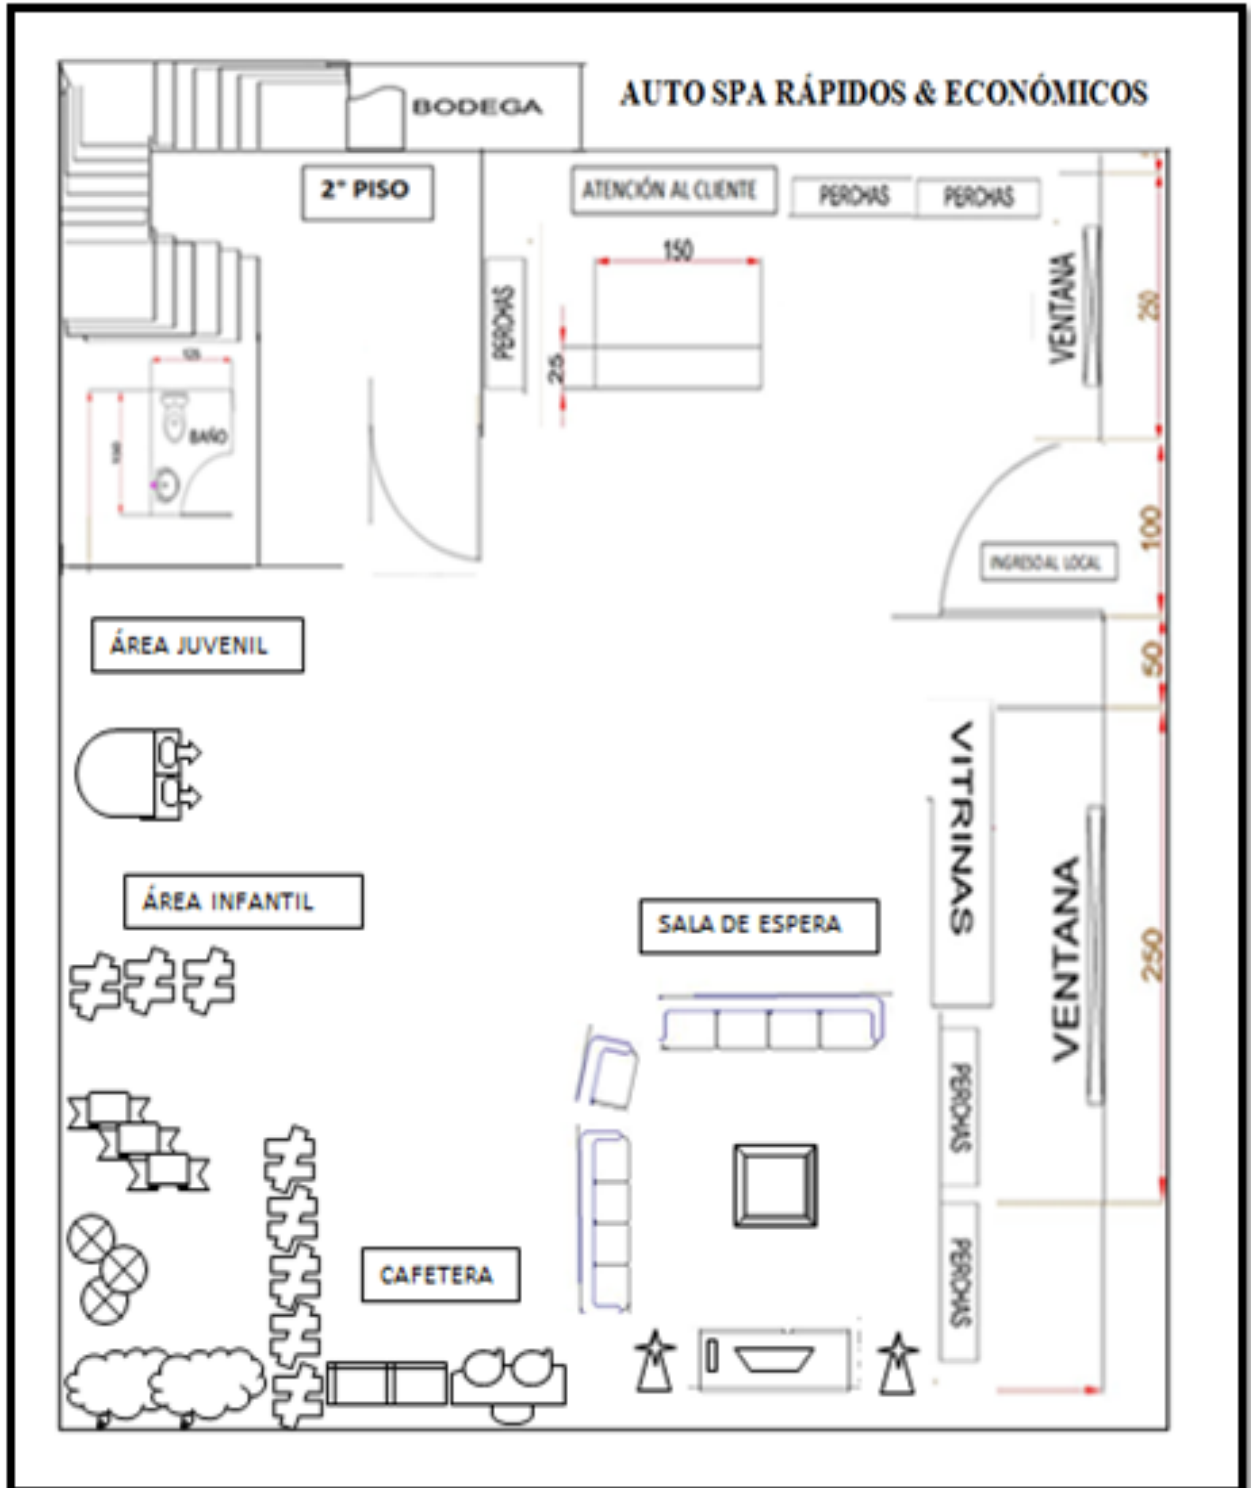 AUTO SPA RÁPIDOS & ECONÓMICOS
BODEGA
2° PISO
ATENCIÓN AL CLIENTE
PERCHAS
PERCHAS
150
PERCHAS
25
VENTANA
250
125
BAÑO
100
INGRESO AL LOCAL
50
ÁREA JUVENIL
VITRINAS
ÁREA INFANTIL
SALA DE ESPERA
VENTANA
250
PERCHAS
PERCHAS
CAFETERA